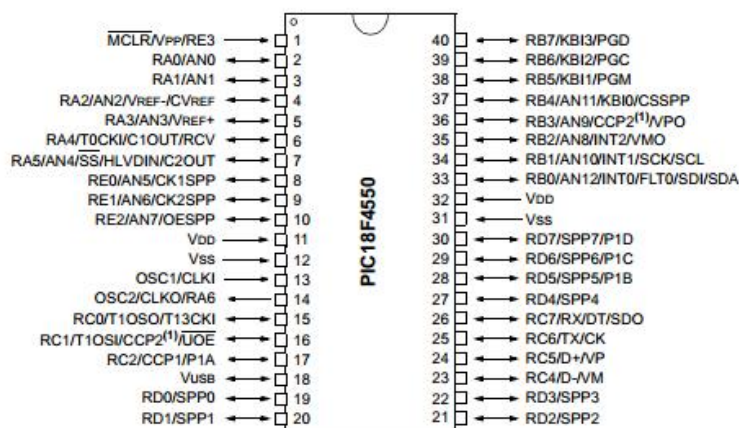 MCLR/VPP/RE3 1
RA0/AN0 2
RA1/AN1 3
RA2/AN2/VREF-/CVREF 4
RA3/AN3/VREF+ 5
RA4/T0CKI/C1OUT/RCV 6
RA5/AN4/SS/HLVDIN/C2OUT 7
RE0/AN5/CK1SPP 8
RE1/AN6/CK2SPP 9
RE2/AN7/OESPP 10
VDD 11
VSS 12
OSC1/CLKI 13
OSC2/CLKO/RA6 14
RC0/T1OSO/T13CKI 15
RC1/T1OSI/CCP2(1)/UOE 16
RC2/CCP1/P1A 17
VUSB 18
RD0/SPP0 19
RD1/SPP1 20
PIC18F4550
40 RB7/KBI3/PGD
39 RB6/KBI2/PGC
38 RB5/KBI1/PGM
37 RB4/AN11/KBI0/CSSPP
36 RB3/AN9/CCP2(1)/VPO
35 RB2/AN8/INT2/VMO
34 RB1/AN10/INT1/SCK/SCL
33 RB0/AN12/INT0/FLT0/SDI/SDA
32 VDD
31 VSS
30 RD7/SPP7/P1D
29 RD6/SPP6/P1C
28 RD5/SPP5/P1B
27 RD4/SPP4
26 RC7/RX/DT/SDO
25 RC6/TX/CK
24 RC5/D+/VP
23 RC4/D-/VM
22 RD3/SPP3
21 RD2/SPP2